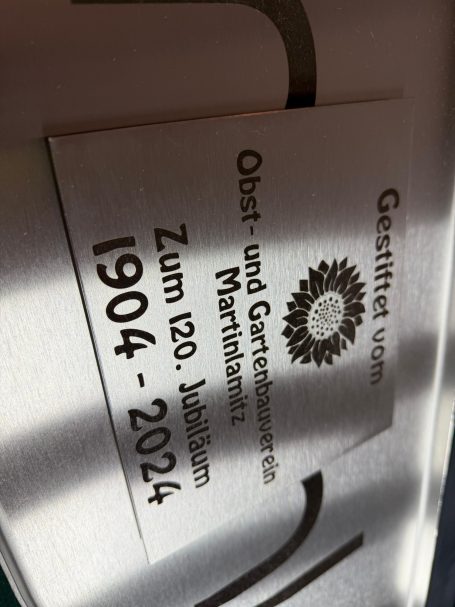 Gestiftet vom
Obst- und Gartenbauverein
Martinlamitz
Zum 120. Jubiläum
1904 - 2024